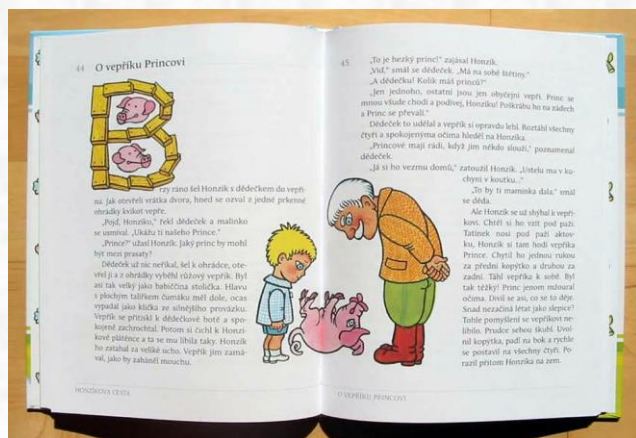 44 O vepříku Princovi
B
rzy ráno šel Honzík s dědečkem do vepří-
na. Jak otevřeli vrátka dvora, hned se ozval z jedné prkenné
ohrádky kvikot vepře.
„Pojď, Honzíku,“ řekl dědeček a malinko
se usmíval. „Ukážu ti našeho Prince.“
„Prince?“ užasl Honzík. Jaký princ by mohl
být mezi prasaty?
Dědeček už nic neříkal, šel k ohrádce, ote-
vřel ji a z ohrádky vyběhl růžový vepřík. Byl
asi tak velký jako babiččina stolička. Hlavu
s plochým talířkem čumáku měl dole, ocas
vypadal jako klička ze silnějšího provázku.
Vepřík se přitiskl k dědečkově botě a spo-
kojeně zachrochtal. Potom si čichl k Honzí-
kově plátěnce a ta se mu líbila taky. Honzík
ho zatahal za veliké ucho. Vepřík jím zamá-
val, jako by zaháněl mouchu.
HONZÍKOVA CESTA
45
„To je hezký princ!“ zajásal Honzík.
„Viď,“ smál se dědeček. „Má na sobě štětiny.“
„A dědečku! Kolik máš princů?“
„Jen jednoho, ostatní jsou jen obyčejní vepři. Princ se
mnou všude chodí a podívej, Honzíku! Poškrábu ho na zádech
a Princ se převalí.“
Dědeček to udělal a vepřík si opravdu lehl. Roztáhl všechny
čtyři a spokojenýma očima hleděl na Honzíka.
„Princové mají rádi, když jim někdo slouží,“ poznamenal
dědeček.
„Já si ho vezmu domů,“ zatoužil Honzík. „Ustelu mu v ku-
chyni v koutku...“
„To by ti maminka dala,“ smál
se děda.
Ale Honzík se už shýbal k vepří-
kovi. Chtěl si ho vzít pod paží.
Tatínek nosí pod paží aktov-
ku, Honzík si tam hodí vepříka
Prince. Chytil ho jednou rukou
za přední kopýtko a druhou za
zadní. Táhl vepříka k sobě. Byl
tak těžký! Princ jenom mžoural
očima. Divil se asi, co se to děje.
Snad nezačíná létat jako slepice?
Tohle pomyšlení se vepříkovi ne-
líbilo. Prudce sebou škubl. Uvol-
nil kopýtka, padl na bok a rychle
se postavil na všechny čtyři. Po-
razil přitom Honzíka na zem.
O VEPŘÍKU PRINCOVI